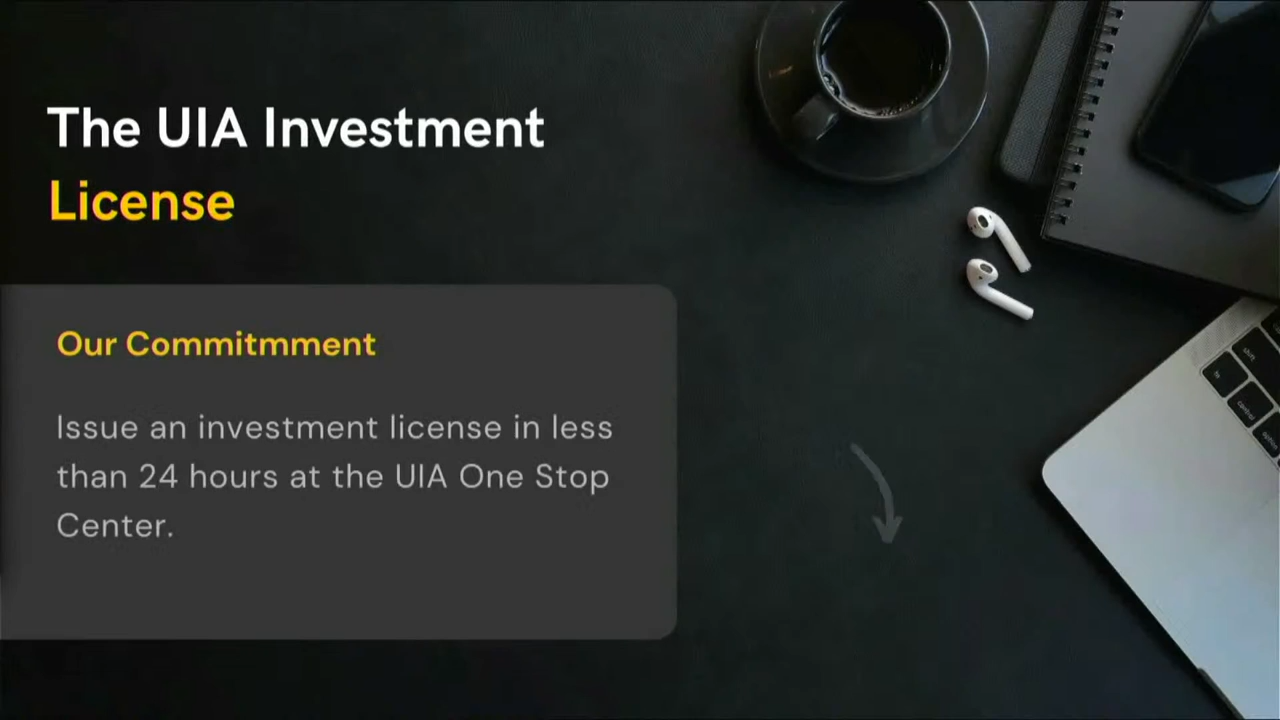 The UIA Investment
License
Our Commitmment
Issue an investment license in less
than 24 hours at the UIA One Stop
Center.